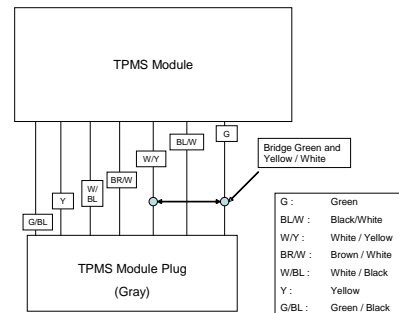 TPMS Module
G
BL/W
W/Y
BR/W
W/
BL
Y
G/BL
Bridge Green and
Yellow / White
TPMS Module Plug
(Gray)
G : Green
BL/W : Black/White
W/Y : White / Yellow
BR/W : Brown / White
W/BL : White / Black
Y : Yellow
G/BL : Green / Black